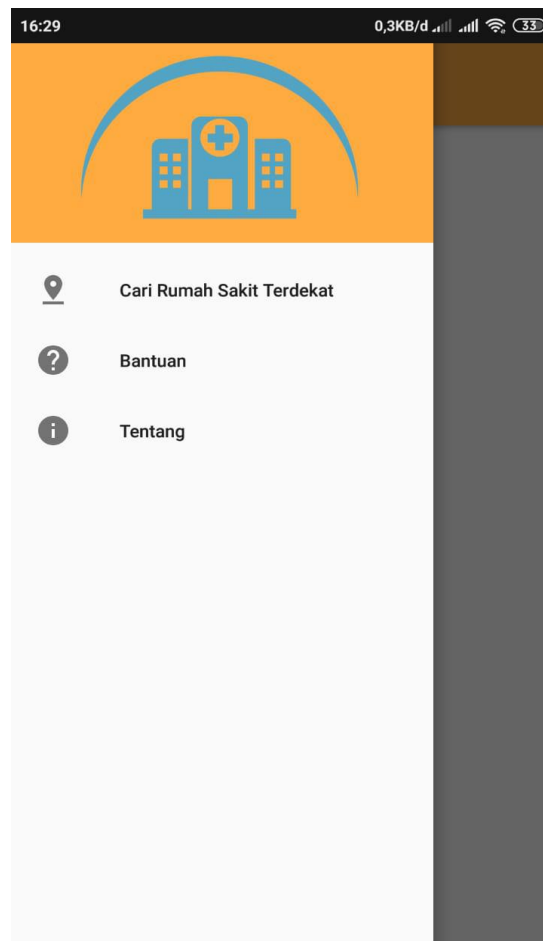 16:29
0,3KB/d
33
Cari Rumah Sakit Terdekat
Bantuan
Tentang